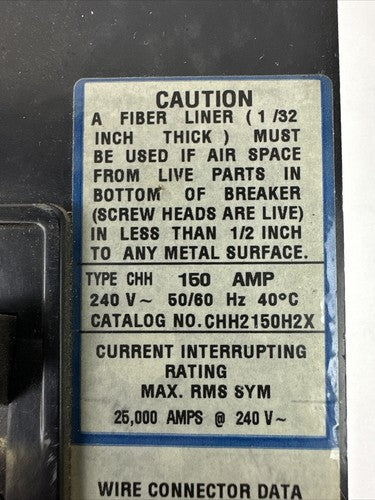 CAUTION
A FIBER LINER (1/32
INCH THICK) MUST
BE USED IF AIR SPACE
FROM LIVE PARTS IN
BOTTOM OF BREAKER
(SCREW HEADS ARE LIVE)
IN LESS THAN 1/2 INCH
TO ANY METAL SURFACE.
TYPE CHH 150 AMP
240 V~ 50/60 Hz 40°C
CATALOG NO. CHH2150H2X
CURRENT INTERRUPTING
RATING
MAX. RMS SYM
25,000 AMPS @ 240 V~
WIRE CONNECTOR DATA